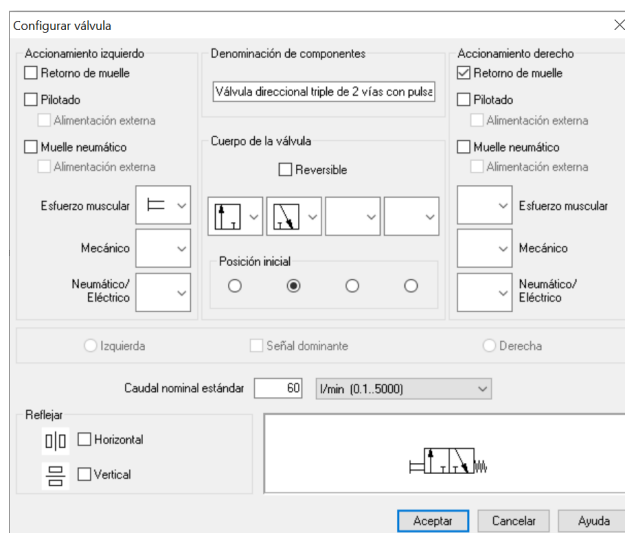 Configurar válvula
Accionamiento izquierdo
Retorno de muelle
Pilotado
Alimentación externa
Muelle neumático
Alimentación externa
Esfuerzo muscular
Mecánico
Neumático/
Eléctrico
Denominación de componentes
Válvula direccional triple de 2 vías con pulsa
Cuerpo de la válvula
Reversible
Posición inicial
Accionamiento derecho
Retorno de muelle
Pilotado
Alimentación externa
Muelle neumático
Alimentación externa
Esfuerzo muscular
Mecánico
Neumático/
Eléctrico
Izquierda
Señal dominante
Derecha
Caudal nominal estándar 60 l/min (0.1..5000)
Reflejar
Horizontal
Vertical
Aceptar Cancelar Ayuda